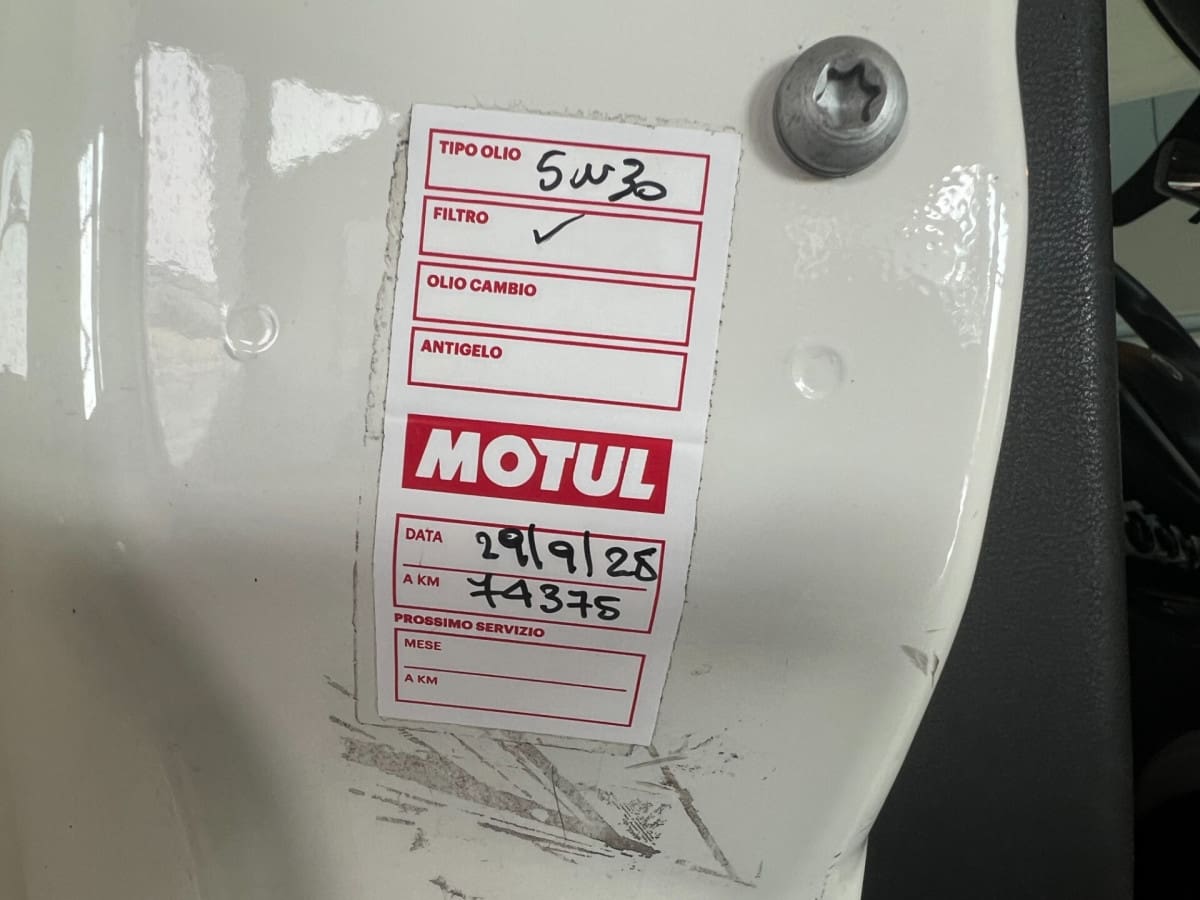 TIPO OLIO 5w30
FILTRO ✓
OLIO CAMBIO
ANTIGELO
MOTUL
DATA 29/9/25
A KM 74375
PROSSIMO SERVIZIO
MESE
A KM